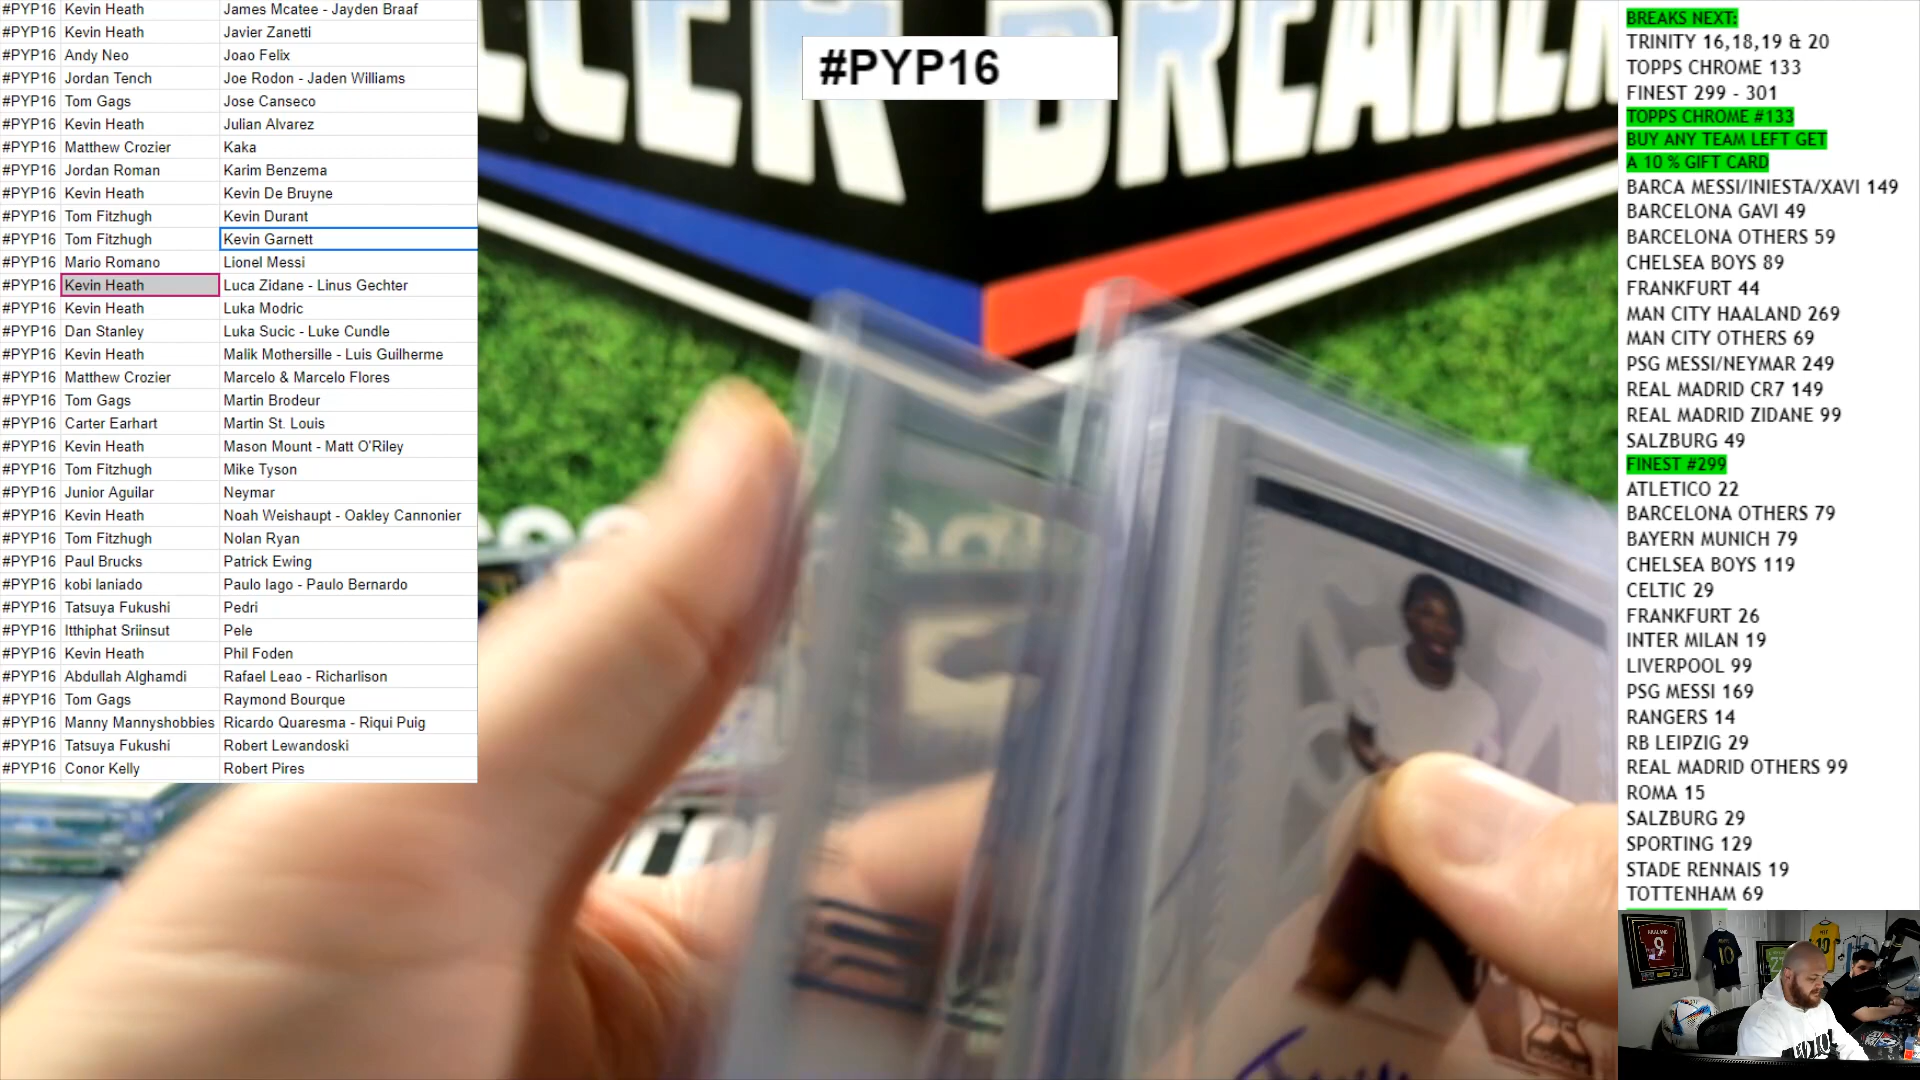 #PYP16 Kevin Heath James Mcatee - Jayden Braaf
#PYP16 Kevin Heath Javier Zanetti
#PYP16 Andy Neo Joao Felix
#PYP16 Jordan Tench Joe Rodon - Jaden Williams
#PYP16 Tom Gags Jose Canseco
#PYP16 Kevin Heath Julian Alvarez
#PYP16 Matthew Crozier Kaka
#PYP16 Jordan Roman Karim Benzema
#PYP16 Kevin Heath Kevin De Bruyne
#PYP16 Tom Fitzhugh Kevin Durant
#PYP16 Tom Fitzhugh Kevin Garnett
#PYP16 Mario Romano Lionel Messi
#PYP16 Kevin Heath Luca Zidane - Linus Gechter
#PYP16 Kevin Heath Luka Modric
#PYP16 Dan Stanley Luka Sucic - Luke Cundle
#PYP16 Kevin Heath Malik Mothersille - Luis Guilherme
#PYP16 Matthew Crozier Marcelo & Marcelo Flores
#PYP16 Tom Gags Martin Brodeur
#PYP16 Carter Earhart Martin St. Louis
#PYP16 Kevin Heath Mason Mount - Matt O'Riley
#PYP16 Tom Fitzhugh Mike Tyson
#PYP16 Junior Aguilar Neymar
#PYP16 Kevin Heath Noah Weishaupt - Oakley Cannonier
#PYP16 Tom Fitzhugh Nolan Ryan
#PYP16 Paul Brucks Patrick Ewing
#PYP16 kobi laniado Paulo Iago - Paulo Bernardo
#PYP16 Tatsuya Fukushi Pedri
#PYP16 Itthiphat Sriinsut Pele
#PYP16 Kevin Heath Phil Foden
#PYP16 Abdullah Alghamdi Rafael Leao - Richarlison
#PYP16 Tom Gags Raymond Bourque
#PYP16 Manny Mannyshobbies Ricardo Quaresma - Riqui Puig
#PYP16 Tatsuya Fukushi Robert Lewandoski
#PYP16 Conor Kelly Robert Pires
#PYP16
BREAKS NEXT:
TRINITY 16,18,19 & 20
TOPPS CHROME 133
FINEST 299 - 301
TOPPS CHROME #133
BUY ANY TEAM LEFT GET
A 10 % GIFT CARD
BARCA MESSI/INIESTA/XAVI 149
BARCELONA GAVI 49
BARCELONA OTHERS 59
CHELSEA BOYS 89
FRANKFURT 44
MAN CITY HAALAND 269
MAN CITY OTHERS 69
PSG MESSI/NEYMAR 249
REAL MADRID CR7 149
REAL MADRID ZIDANE 99
SALZBURG 49
FINEST #299
ATLETICO 22
BARCELONA OTHERS 79
BAYERN MUNICH 79
CHELSEA BOYS 119
CELTIC 29
FRANKFURT 26
INTER MILAN 19
LIVERPOOL 99
PSG MESSI 169
RANGERS 14
RB LEIPZIG 29
REAL MADRID OTHERS 99
ROMA 15
SALZBURG 29
SPORTING 129
STADE RENNAIS 19
TOTTENHAM 69